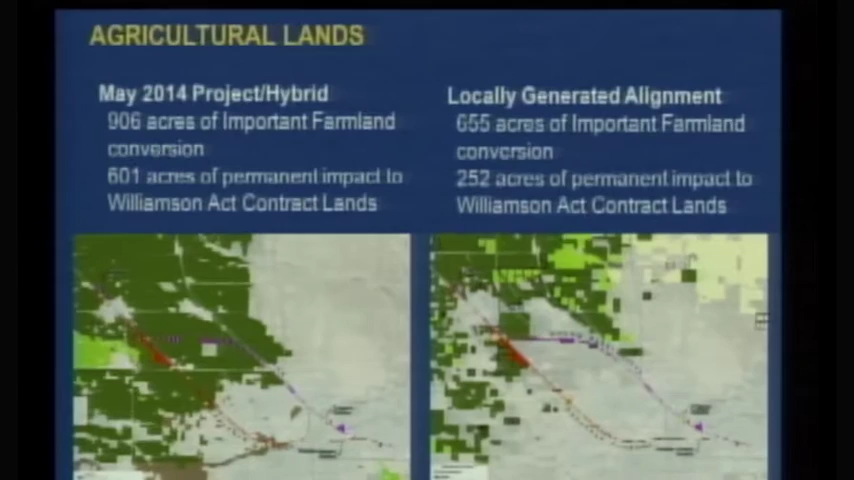 AGRICULTURAL LANDS
May 2014 Project/Hybrid
906 acres of Important Farmland
conversion
601 acres of permanent impact to
Williamson Act Contract Lands
Locally Generated Alignment
655 acres of Important Farmland
conversion
252 acres of permanent impact to
Williamson Act Contract Lands